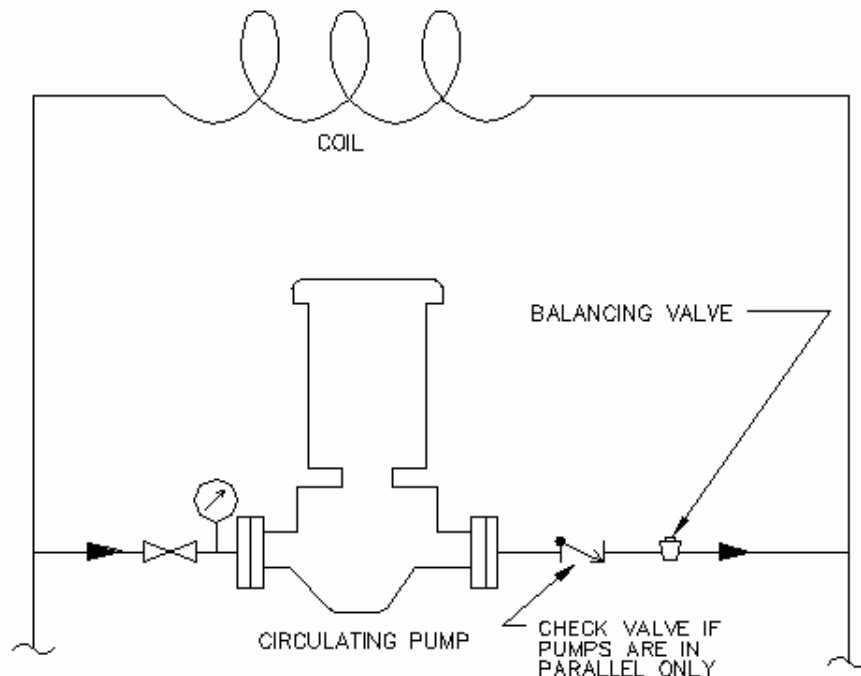 COIL
BALANCING VALVE
CIRCULATING PUMP
CHECK VALVE IF
PUMPS ARE IN
PARALLEL ONLY